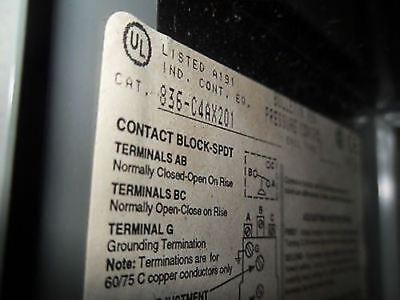 UL
LISTED A191
IND. CONT. EQ.
CAT. 836-C4AX201
PRESSURE CONTROL
CONTACT BLOCK-SPDT
TERMINALS AB
Normally Closed-Open On Rise
TERMINALS BC
Normally Open-Close on Rise
TERMINAL G
Grounding Termination
Note: Terminations are for
60/75 C copper conductors only
B
C
A
A
B
C
G